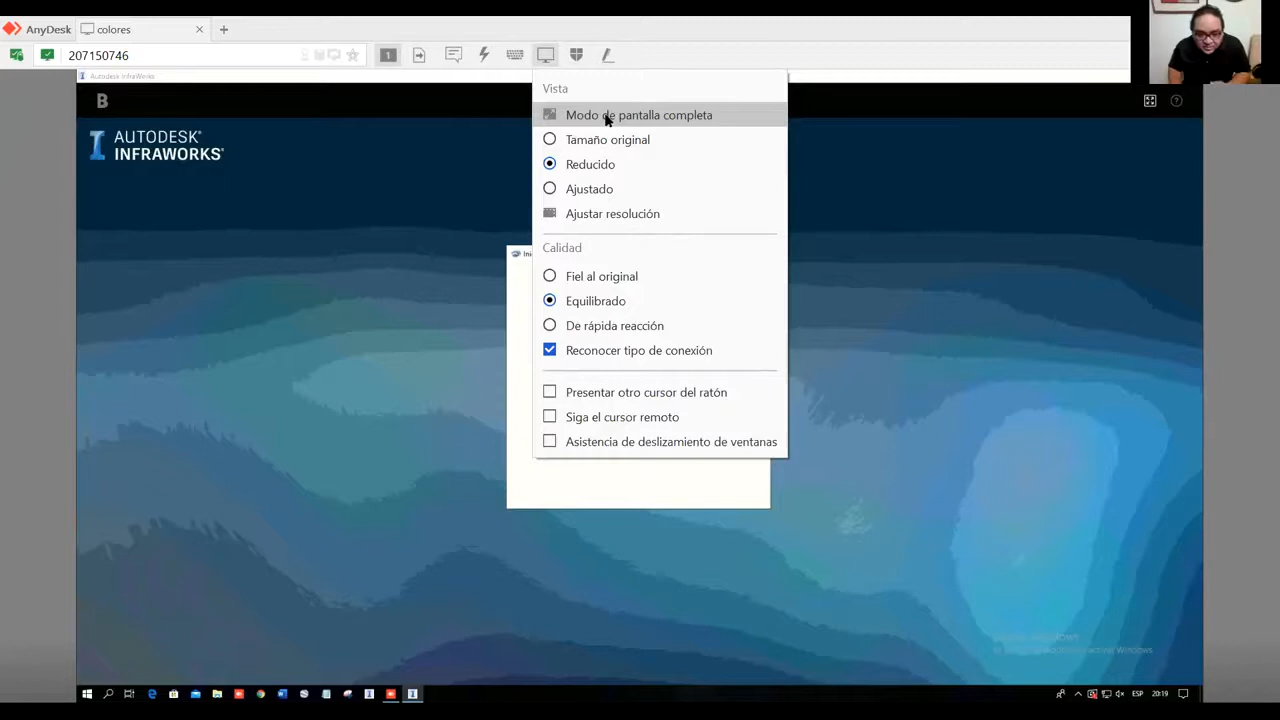 AnyDesk
colores
207150746
1
Autodesk InfraWorks
B
AUTODESK®
INFRAWORKS®
Vista
Modo de pantalla completa
Tamaño original
Reducido
Ajustado
Ajustar resolución
Calidad
Fiel al original
Equilibrado
De rápida reacción
Reconocer tipo de conexión
Presentar otro cursor del ratón
Siga el cursor remoto
Asistencia de deslizamiento de ventanas
Windows
ESP
20:19